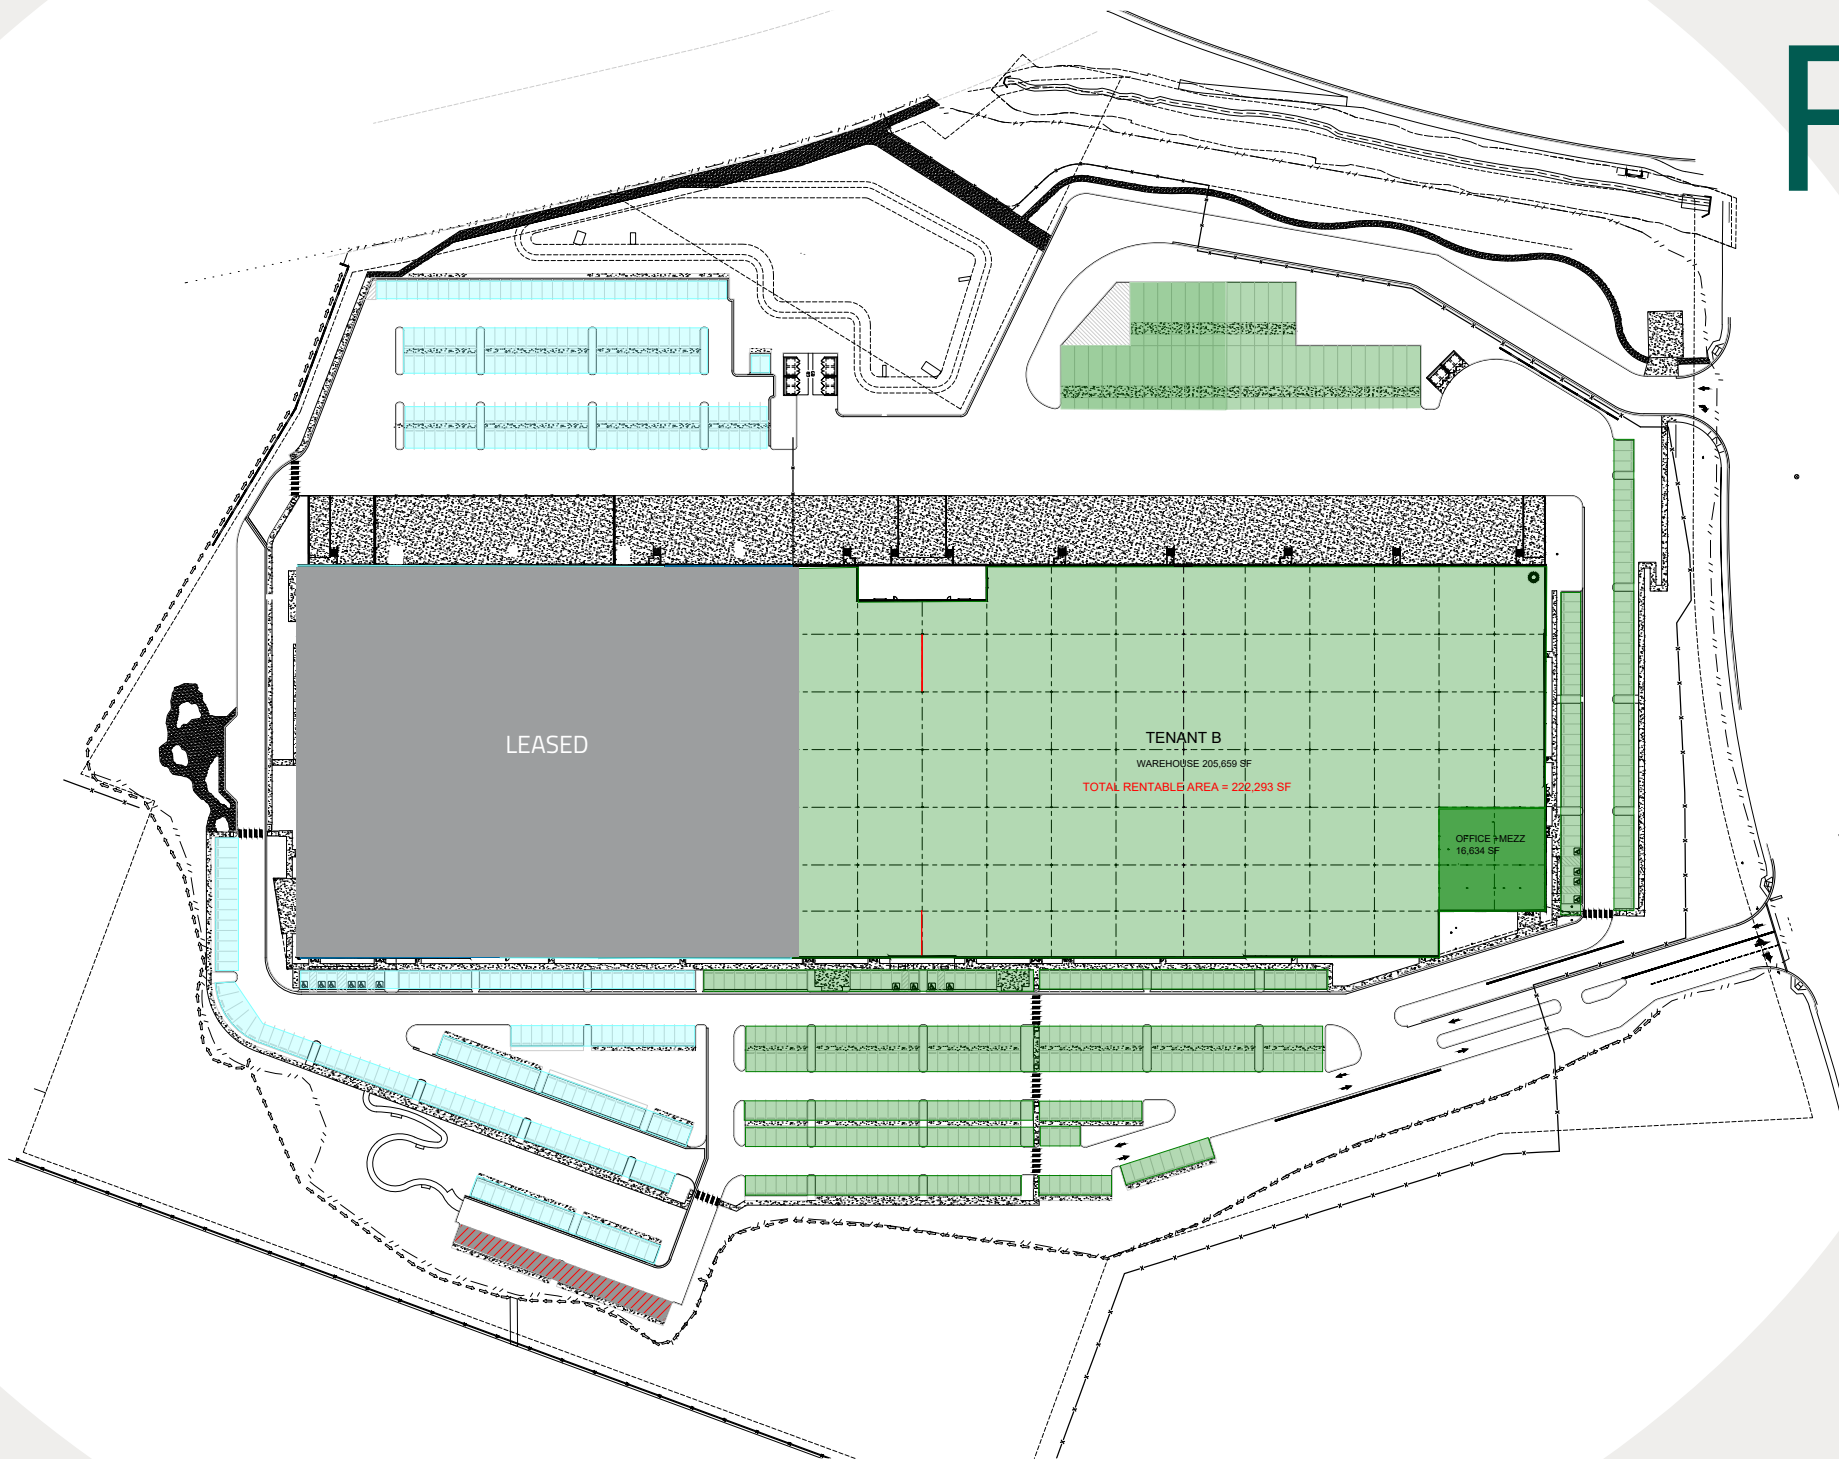 F
LEASED
TENANT B
WAREHOUSE 205,659 SF
TOTAL RENTABLE AREA = 222,293 SF
OFFICE +MEZZ
16,634 SF